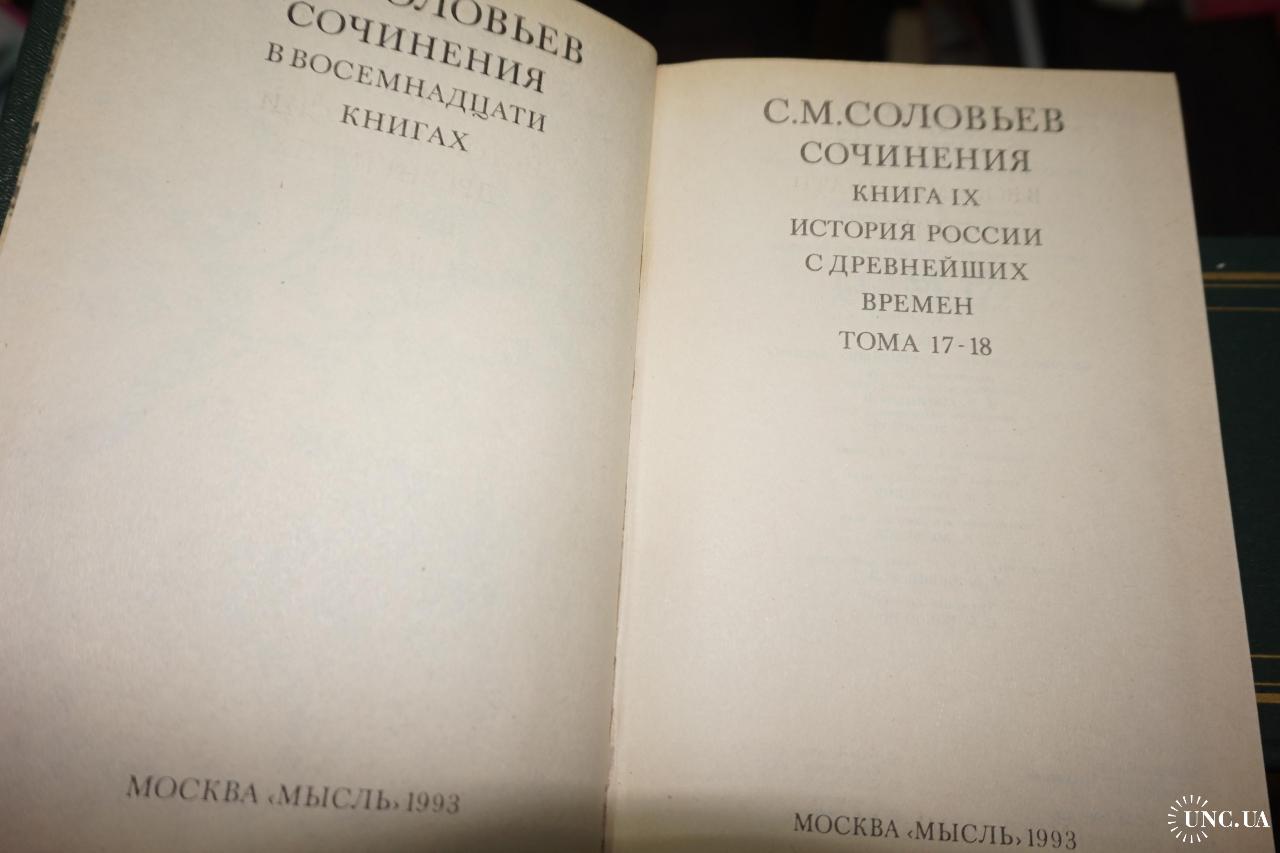 СОЧИНЕНИЯ
В ВОСЕМНАДЦАТИ
КНИГАХ
МОСКВА «МЫСЛЬ» 1993
С.М.СОЛОВЬЕВ
СОЧИНЕНИЯ
КНИГА IX
ИСТОРИЯ РОССИИ
С ДРЕВНЕЙШИХ
ВРЕМЕН
ТОМА 17-18
МОСКВА «МЫСЛЬ» 1993
UNC.UA